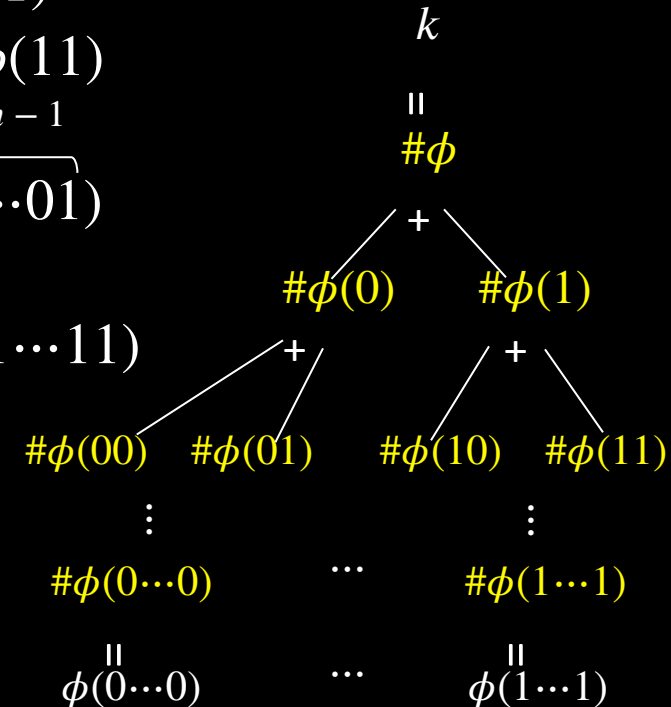 k
=
#ϕ
+
#ϕ(0) #ϕ(1)
+ +
#ϕ(00) #ϕ(01) #ϕ(10) #ϕ(11)
⋮ ⋮
#ϕ(0⋯0) ⋯ #ϕ(1⋯1)
= =
ϕ(0⋯0) ⋯ ϕ(1⋯1)
(11)
− 1
⋯01)
⋯11)